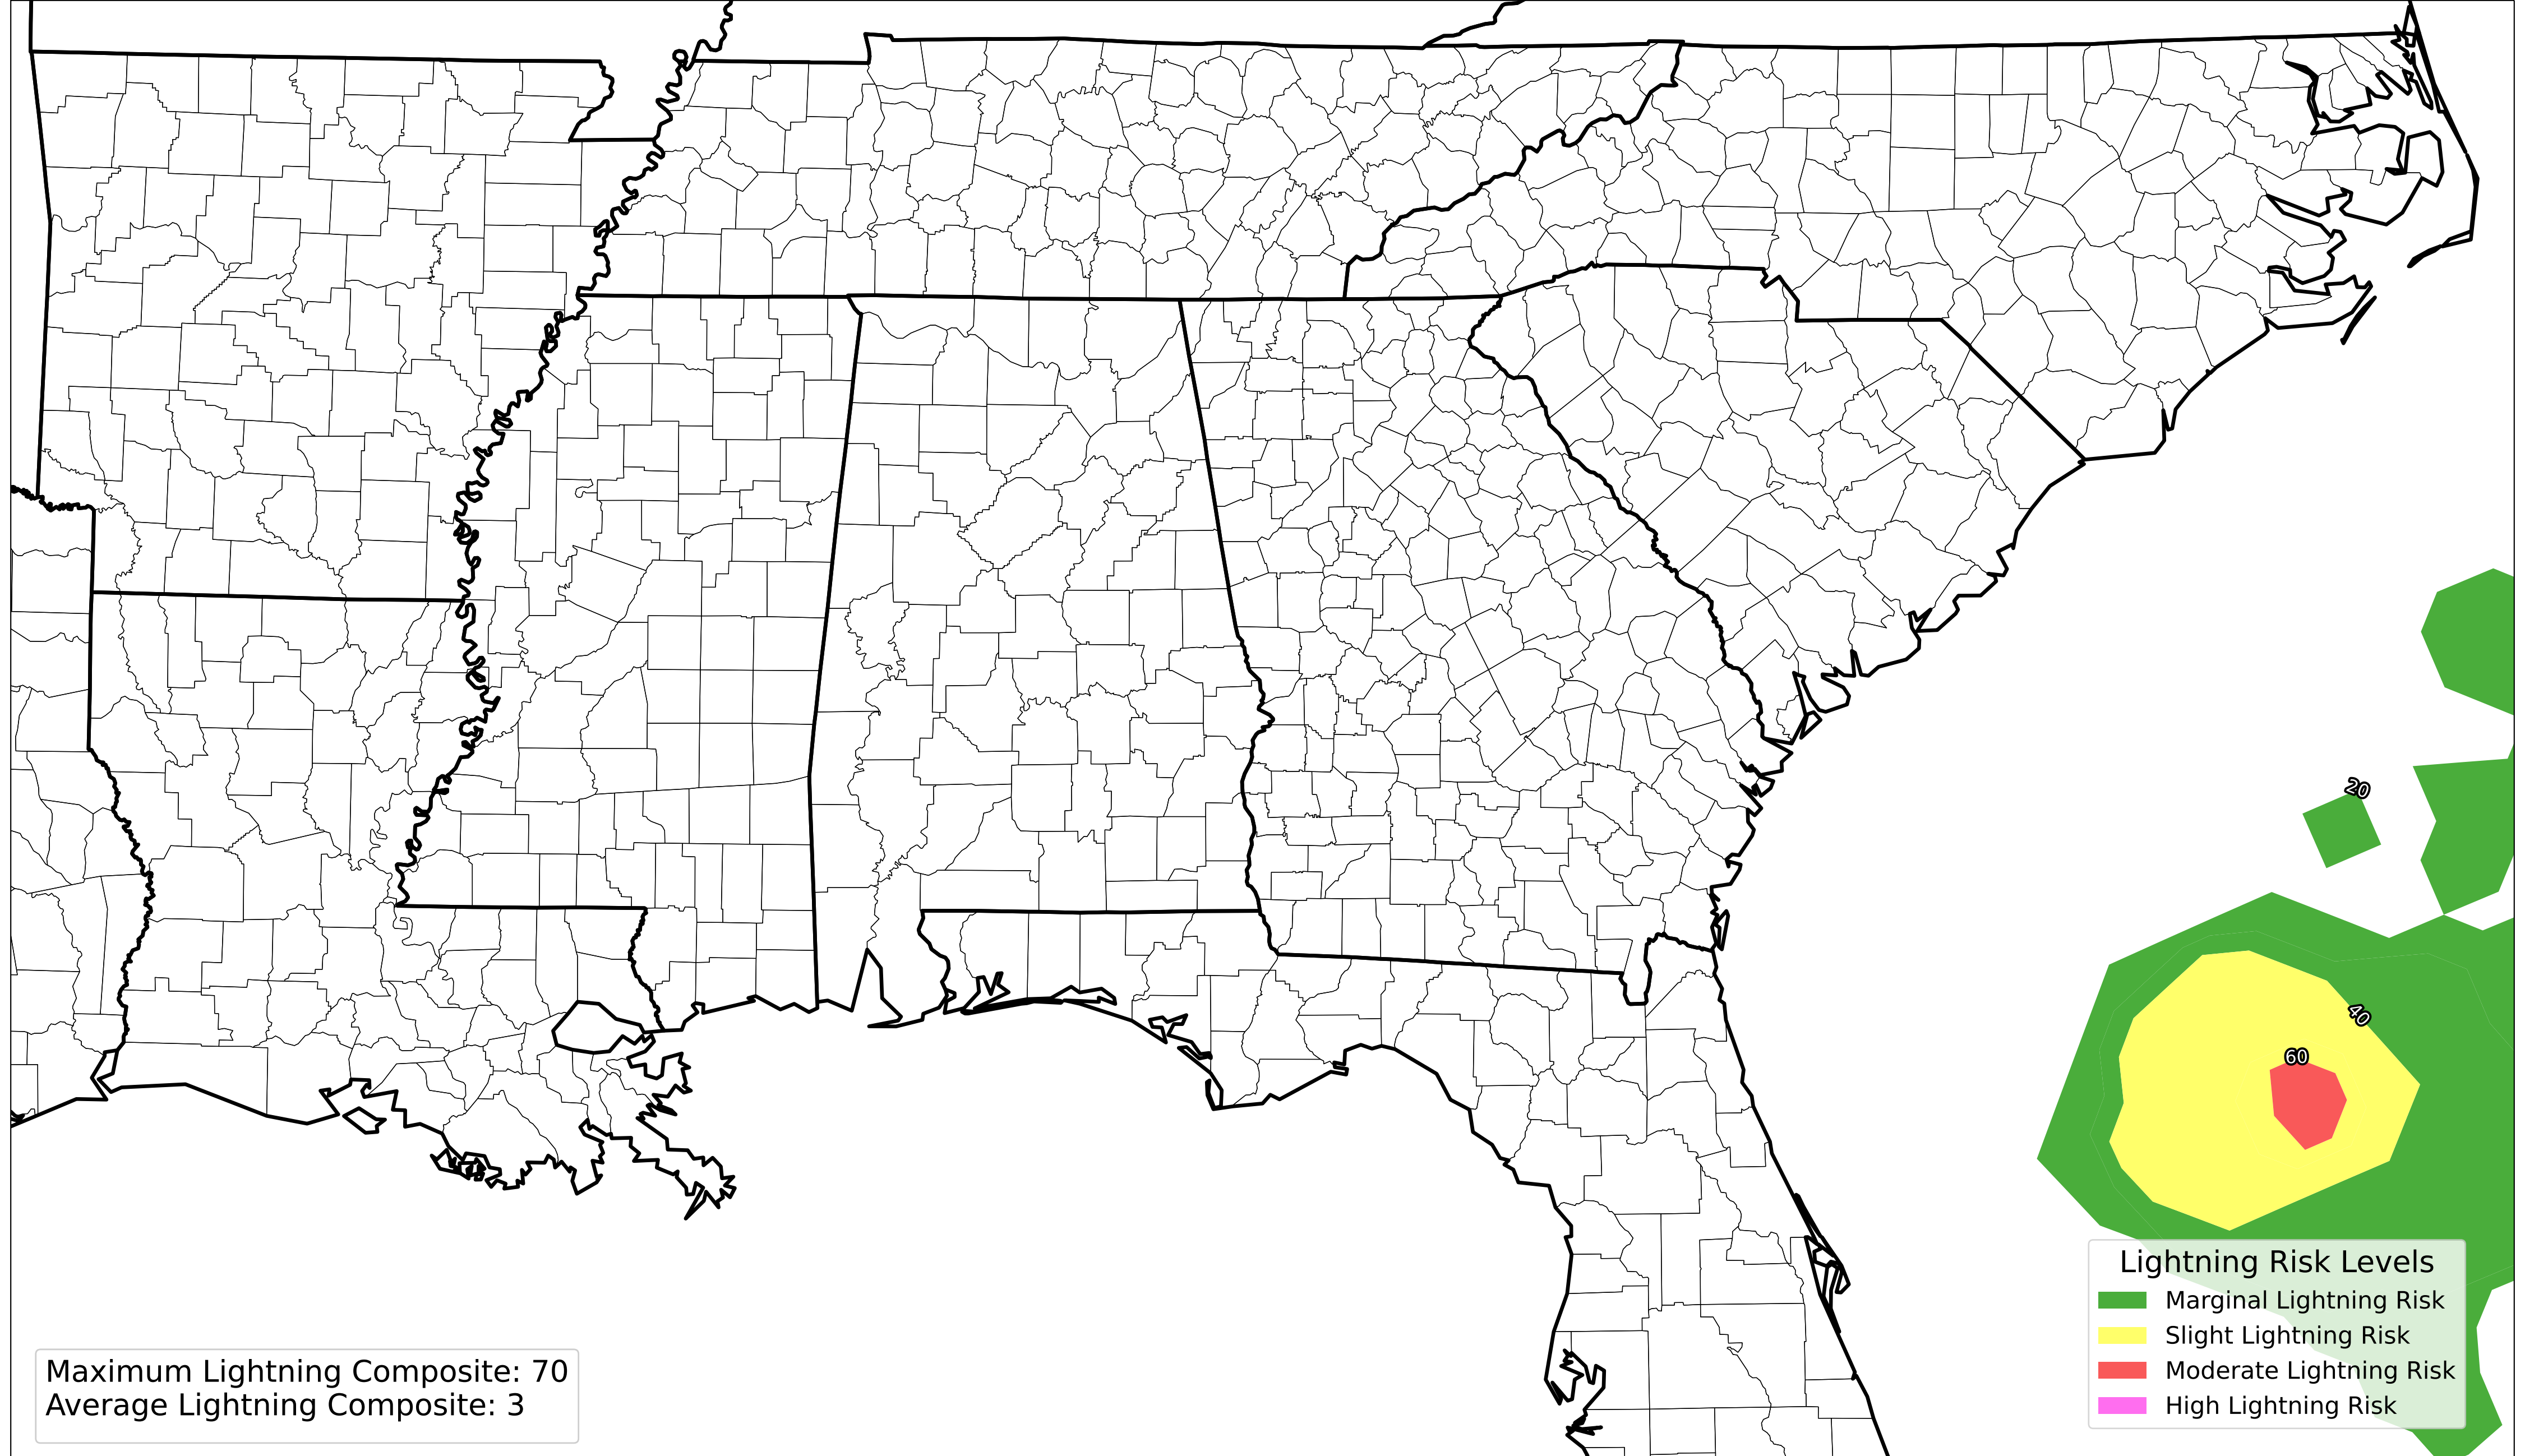 20
40
60
Lightning Risk Levels
Marginal Lightning Risk
Slight Lightning Risk
Moderate Lightning Risk
High Lightning Risk
Maximum Lightning Composite: 70
Average Lightning Composite: 3